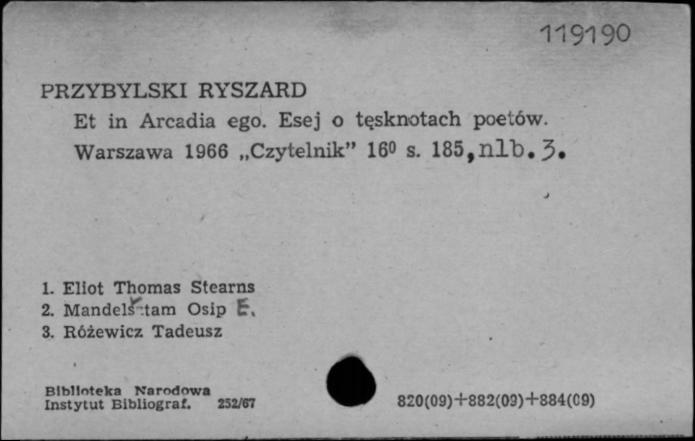 119190
PRZYBYLSKI RYSZARD
Et in Arcadia ego. Esej o tęsknotach poetów.
Warszawa 1966 „Czytelnik” 16⁰ s. 185, nlb. 3.
1. Eliot Thomas Stearns
2. Mandelštam Osip E.
3. Różewicz Tadeusz
Biblioteka Narodowa
Instytut Bibliograf. 252/67
820(09)+882(09)+884(09)